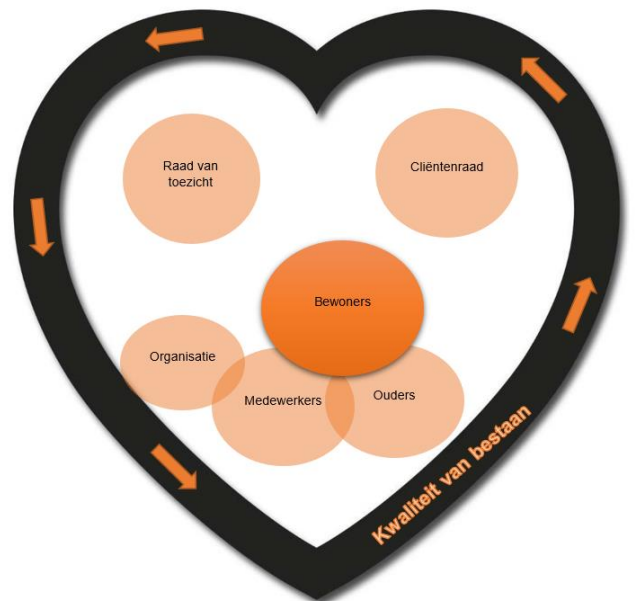 Raad van
toezicht
Cliëntenraad
Bewoners
Organisatie
Medewerkers
Ouders
Kwaliteit van bestaan